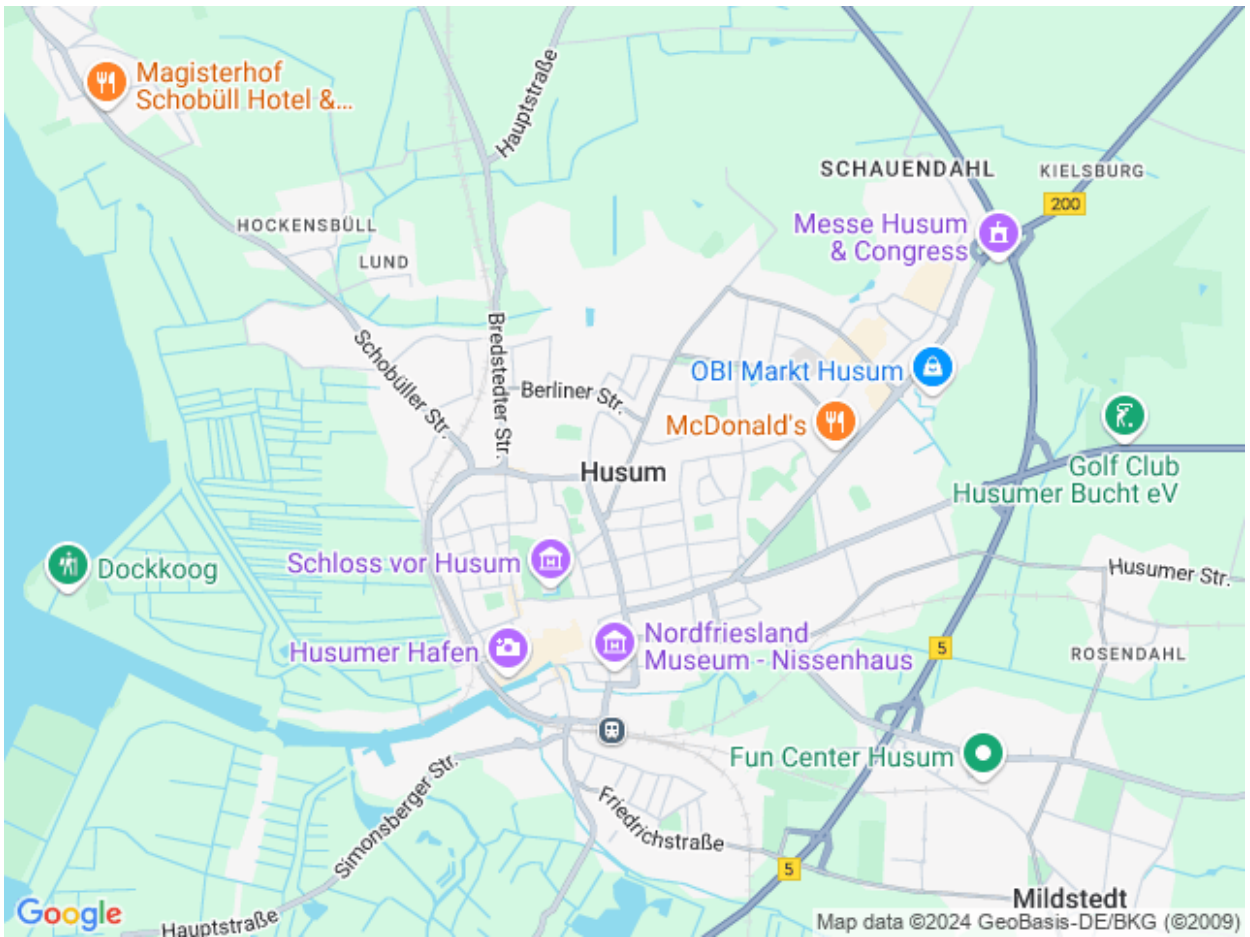 Magisterhof
Schobüll Hotel &...
Hauptstraße
SCHAUENDAHL
KIELSBURG
200
HOCKENSBÜLL
Messe Husum
& Congress
LUND
Schobüller Str.
Bredstedter Str.
Berliner Str.
OBI Markt Husum
McDonald's
Husum
Golf Club
Husumer Bucht eV
Schloss vor Husum
Dockkoog
Husumer Str.
Nordfriesland
Museum - Nissenhaus
Husumer Hafen
5
ROSENDAHL
Fun Center Husum
Simonsberger Str.
Friedrichstraße
5
Mildstedt
Google
Hauptstraße
Map data ©2024 GeoBasis-DE/BKG (©2009)